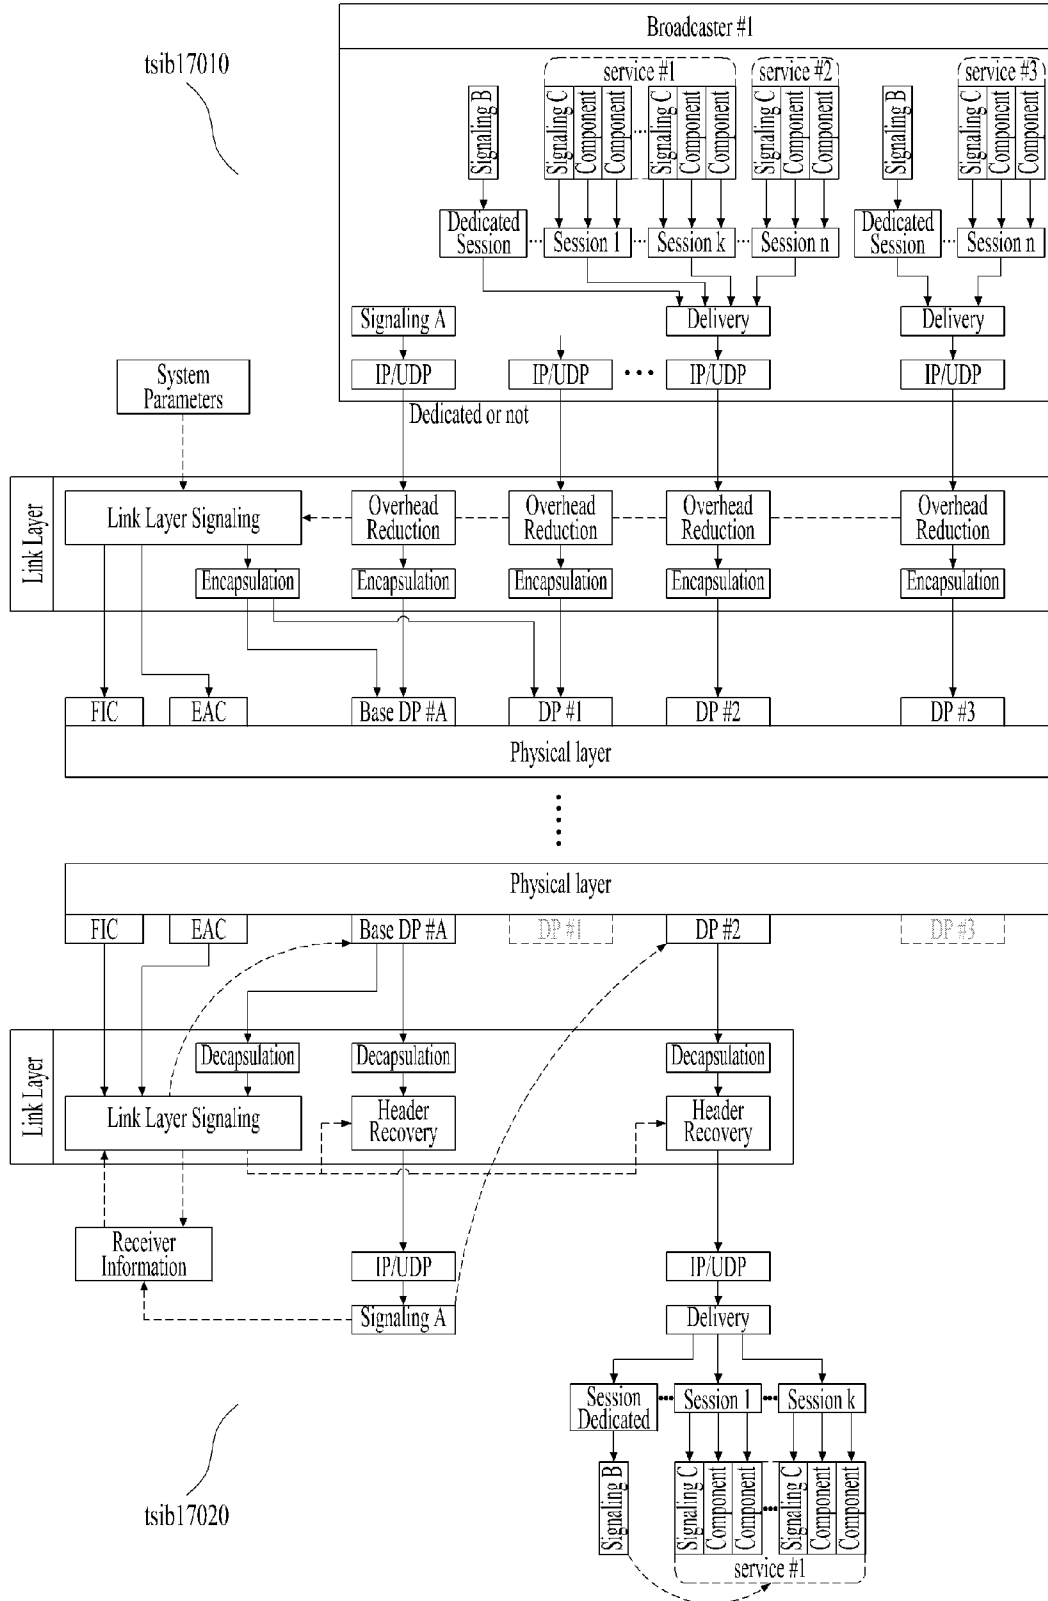 tsib17010
Broadcaster #1
service #1
service #2
service #3
Signaling B
Signaling C
Component
Component
Signaling C
Component
Component
Signaling C
Component
Component
Signaling B
Signaling C
Component
Component
Dedicated
Session
Session 1
Session k
Session n
Dedicated
Session
Session n
Signaling A
Delivery
Delivery
IP/UDP
IP/UDP
IP/UDP
IP/UDP
System
Parameters
Dedicated or not
Link Layer
Link Layer Signaling
Overhead
Reduction
Overhead
Reduction
Overhead
Reduction
Overhead
Reduction
Encapsulation
Encapsulation
Encapsulation
Encapsulation
Encapsulation
FIC
EAC
Base DP #A
DP #1
DP #2
DP #3
Physical layer
Physical layer
FIC
EAC
Base DP #A
DP #1
DP #2
DP #3
Link Layer
Decapsulation
Decapsulation
Decapsulation
Link Layer Signaling
Header
Recovery
Header
Recovery
Receiver
Information
IP/UDP
IP/UDP
Signaling A
Delivery
Session
Dedicated
Session 1
Session k
Signaling B
Signaling C
Component
Component
Signaling C
Component
Component
service #1
tsib17020